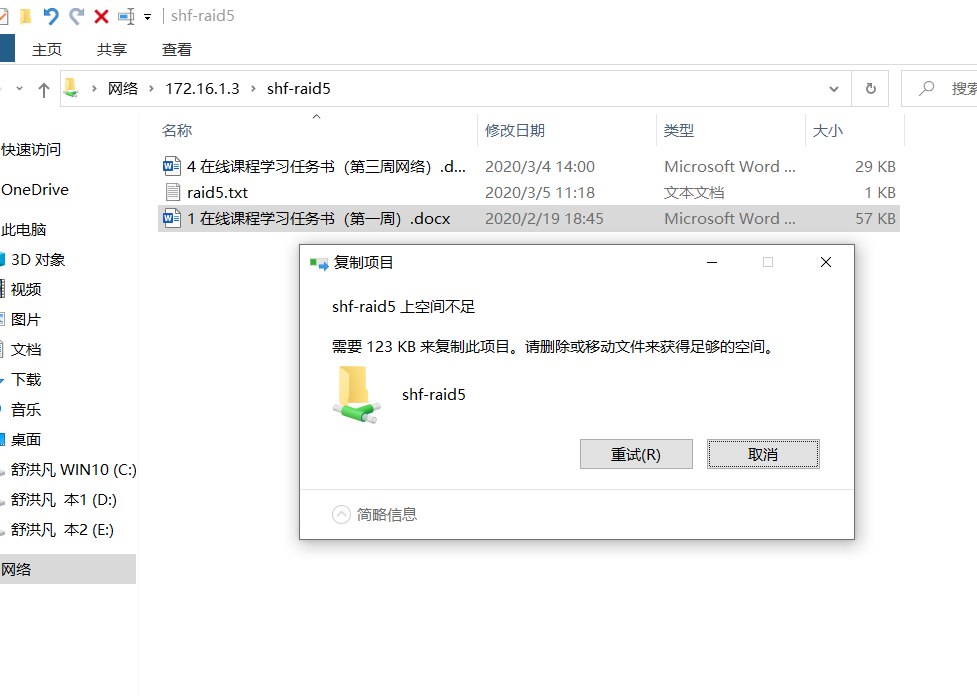 shf-raid5
主页 共享 查看
网络 172.16.1.3 shf-raid5 搜索
名称 修改日期 类型 大小
4 在线课程学习任务书（第三周网络）.d... 2020/3/4 14:00 Microsoft Word ... 29 KB
raid5.txt 2020/3/5 11:18 文本文档 1 KB
1 在线课程学习任务书（第一周）.docx 2020/2/19 18:45 Microsoft Word ... 57 KB
快速访问
OneDrive
此电脑
3D 对象
视频
图片
文档
下载
音乐
桌面
舒洪凡 WIN10 (C:)
舒洪凡 本1 (D:)
舒洪凡 本2 (E:)
网络
复制项目
shf-raid5 上空间不足
需要 123 KB 来复制此项目。请删除或移动文件来获得足够的空间。
shf-raid5
重试(R) 取消
简略信息